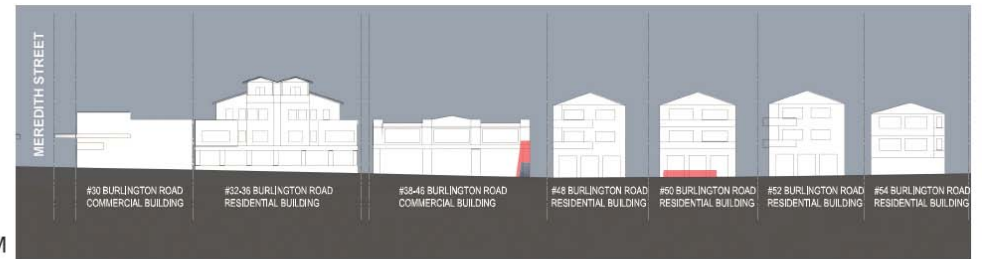 MEREDITH STREET
#30 BURLINGTON ROAD
COMMERCIAL BUILDING
#32-36 BURLINGTON ROAD
RESIDENTIAL BUILDING
#38-46 BURLINGTON ROAD
COMMERCIAL BUILDING
#48 BURLINGTON ROAD
RESIDENTIAL BUILDING
#50 BURLINGTON ROAD
RESIDENTIAL BUILDING
#52 BURLINGTON ROAD
RESIDENTIAL BUILDING
#54 BURLINGTON ROAD
RESIDENTIAL BUILDING
M